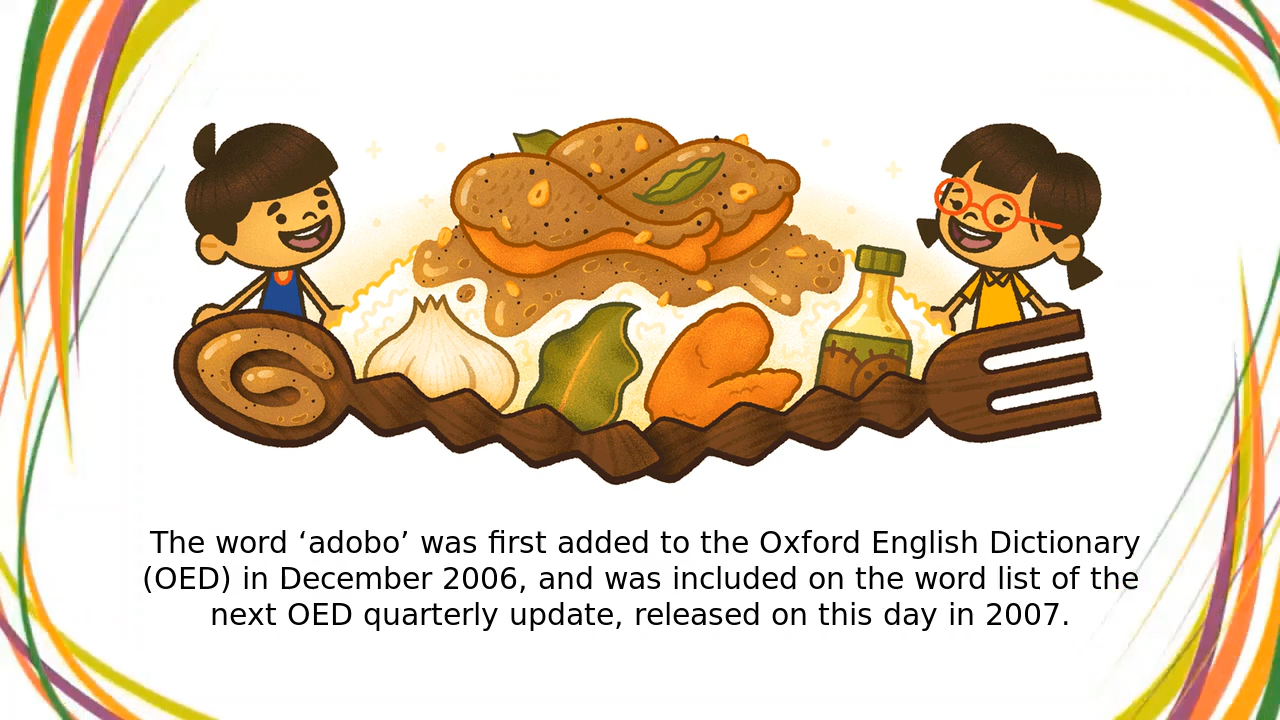 The word ‘adobo’ was first added to the Oxford English Dictionary
(OED) in December 2006, and was included on the word list of the
next OED quarterly update, released on this day in 2007.